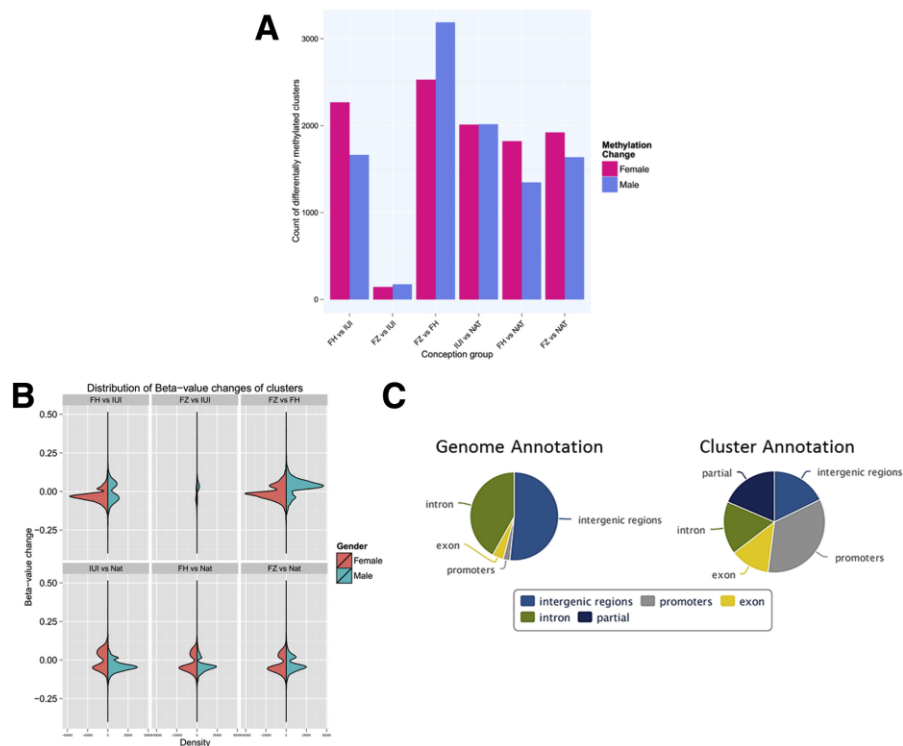 A
3000
2000
1000
0
Count of differentially methylated clusters
FH vs IUI
FZ vs IUI
FZ vs FH
IUI vs NAT
FH vs NAT
FZ vs NAT
Conception group
Methylation
Change
Female
Male
B
Distribution of Beta-value changes of clusters
FH vs IUI
FZ vs IUI
FZ vs FH
0.50
0.25
0.00
−0.25
IUI vs Nat
FH vs Nat
FZ vs Nat
0.25
0.00
−0.25
Beta-value change
Density
Gender
Female
Male
C
Genome Annotation
intron
exon
promoters
intergenic regions
Cluster Annotation
partial
intergenic regions
intron
exon
promoters
intergenic regions promoters exon
intron partial